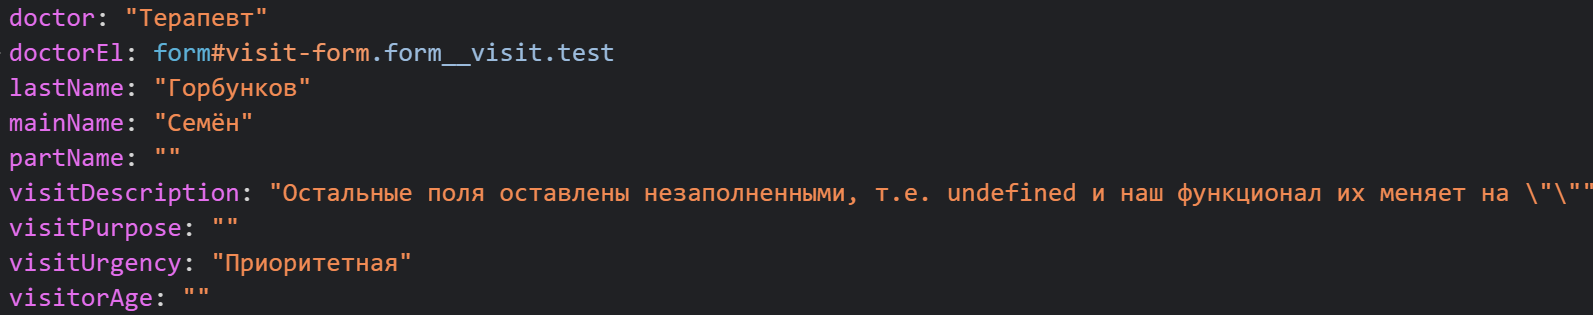 doctor: "Терапевт"
doctorEl: form#visit-form.form__visit.test
lastName: "Горбунков"
mainName: "Семён"
partName: ""
visitDescription: "Остальные поля оставлены незаполненными, т.е. undefined и наш функционал их меняет на \"\""
visitPurpose: ""
visitUrgency: "Приоритетная"
visitorAge: ""